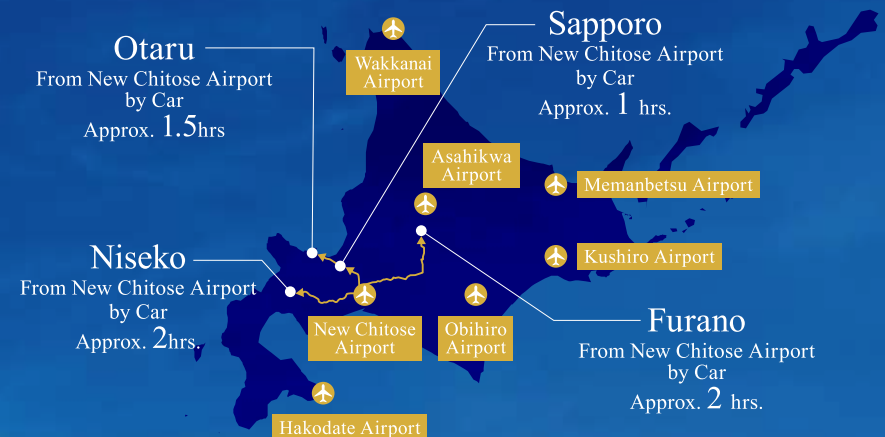 Otaru
From New Chitose Airport
by Car
Approx. 1.5hrs
Wakkanai
Airport
Sapporo
From New Chitose Airport
by Car
Approx. 1 hrs.
Asahikwa
Airport
Memanbetsu Airport
Niseko
From New Chitose Airport
by Car
Approx. 2hrs.
Kushiro Airport
New Chitose
Airport
Obihiro
Airport
Furano
From New Chitose Airport
by Car
Approx. 2 hrs.
Hakodate Airport